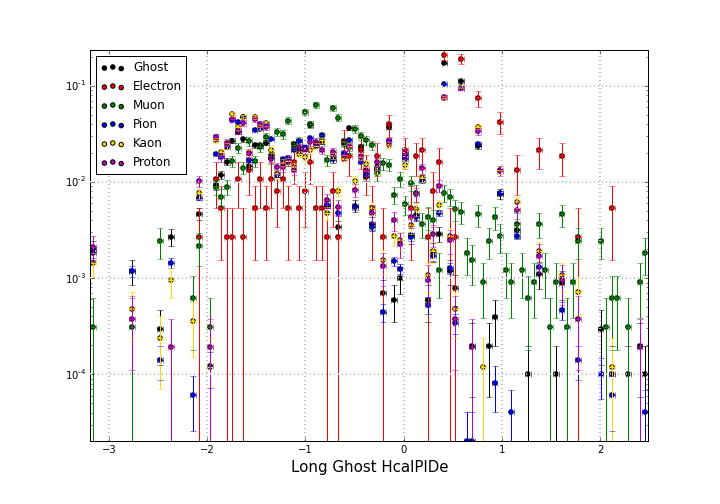 Ghost
Electron
Muon
Pion
Kaon
Proton
10⁻¹
10⁻²
10⁻³
10⁻⁴
−3 −2 −1 0 1 2
Long Ghost HcalPIDe